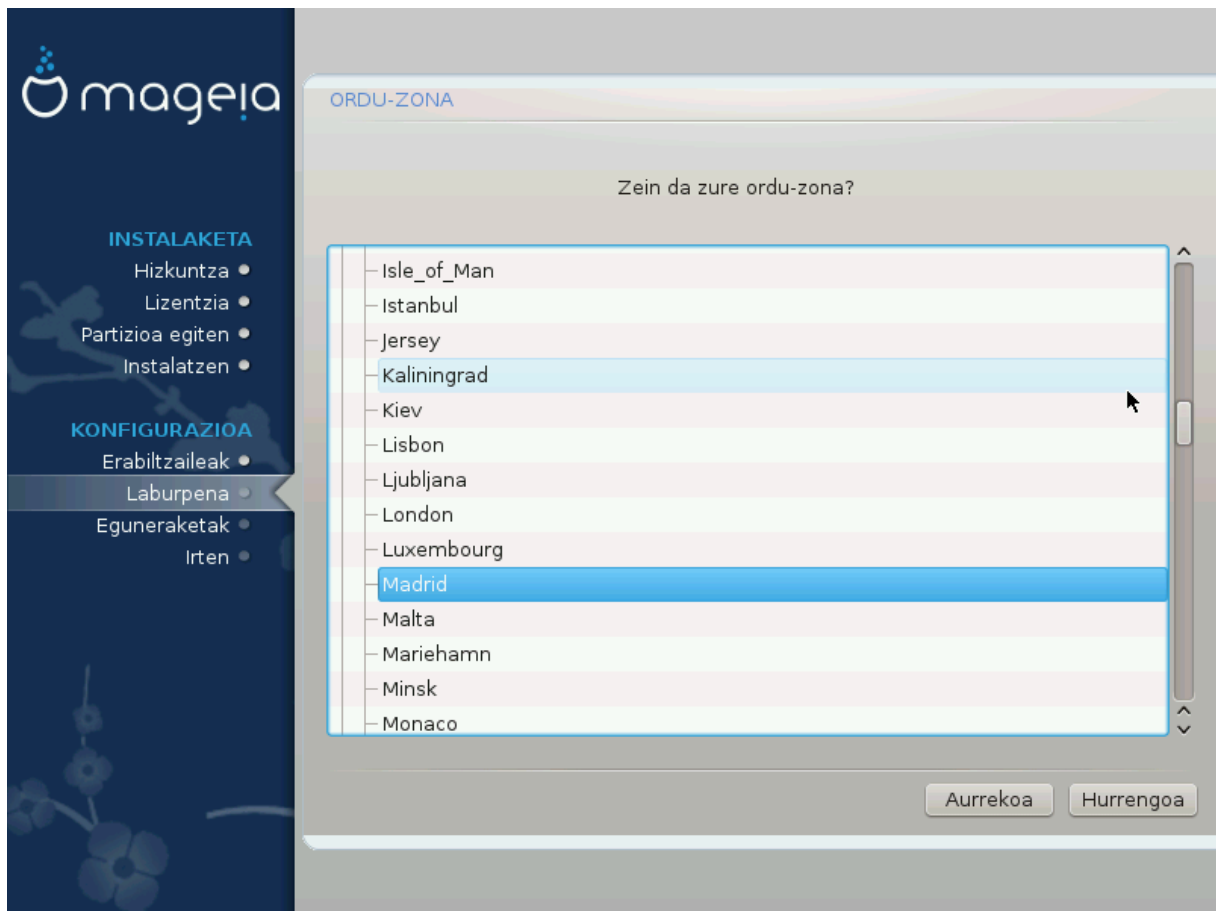 mageia
INSTALAKETA
Hizkuntza
Lizentzia
Partizioa egiten
Instalatzen
KONFIGURAZIOA
Erabiltzaileak
Laburpena
Eguneraketak
Irten
ORDU-ZONA
Zein da zure ordu-zona?
Isle_of_Man
Istanbul
Jersey
Kaliningrad
Kiev
Lisbon
Ljubljana
London
Luxembourg
Madrid
Malta
Mariehamn
Minsk
Monaco
Aurrekoa
Hurrengoa